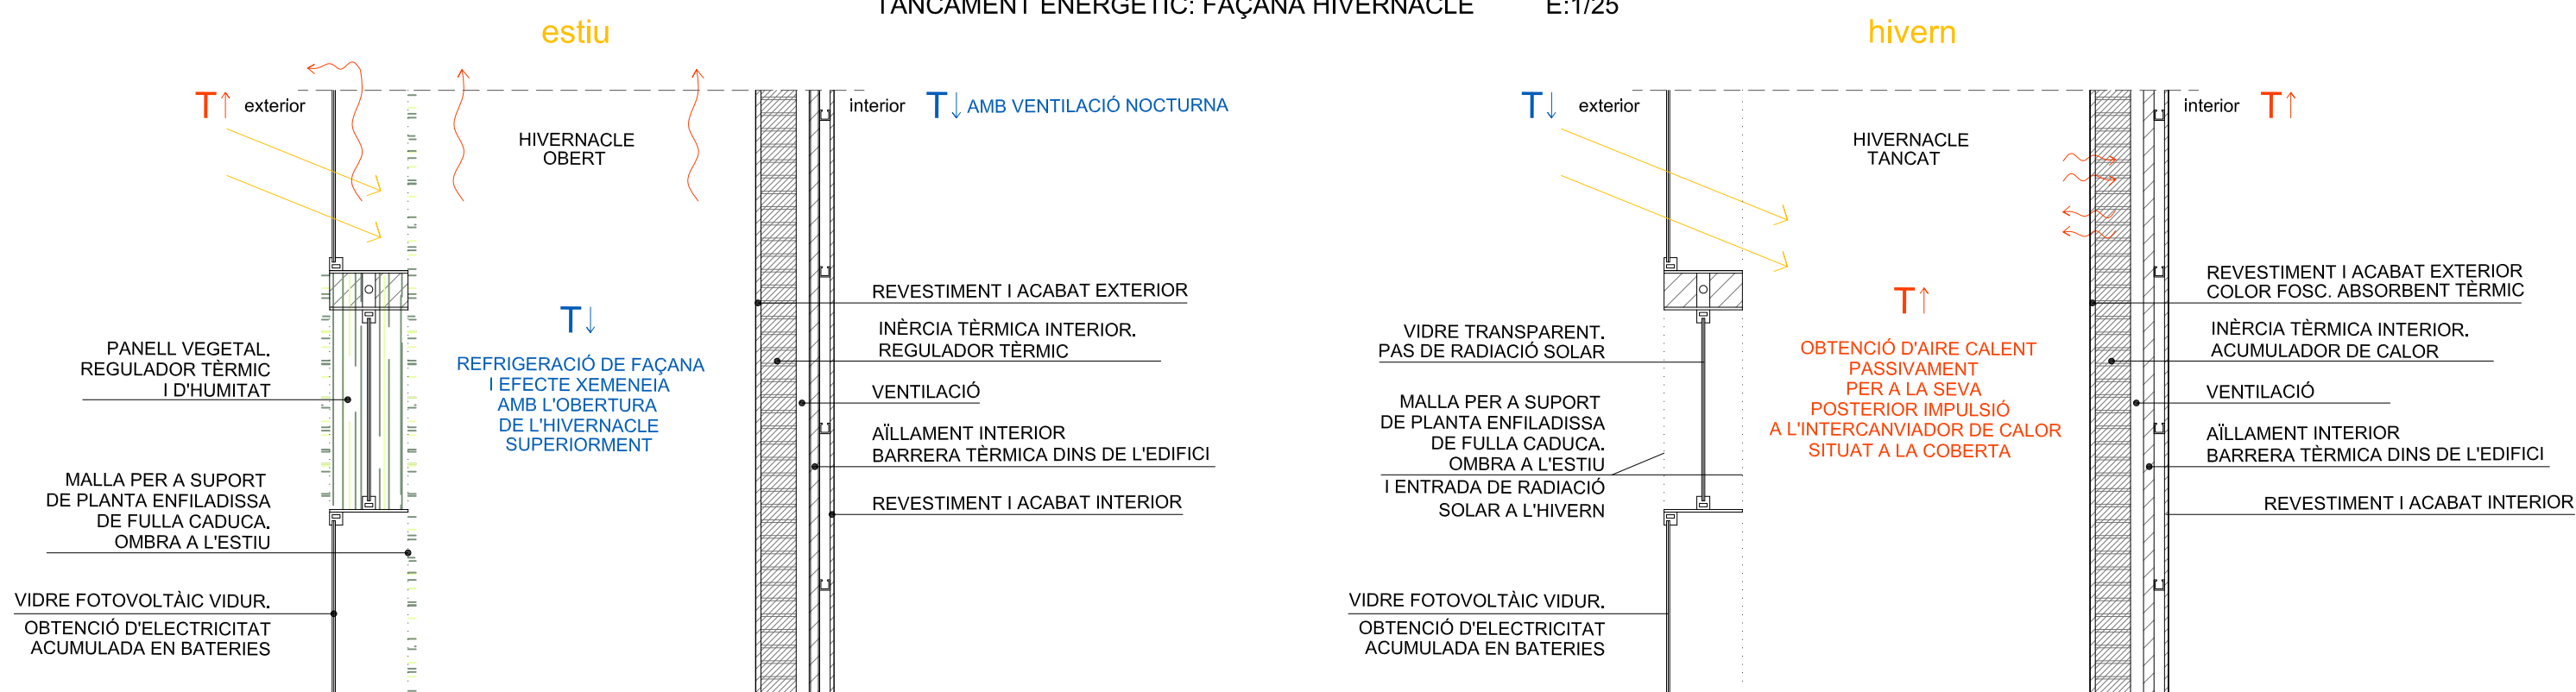 TANCAMENT ENERGÈTIC: FAÇANA HIVERNACLE E:1/25
estiu
T↑ exterior
HIVERNACLE
OBERT
interior T↓ AMB VENTILACIÓ NOCTURNA
T↓
REFRIGERACIÓ DE FAÇANA
I EFECTE XEMENEIA
AMB L'OBERTURA
DE L'HIVERNACLE
SUPERIORMENT
PANELL VEGETAL.
REGULADOR TÈRMIC
I D'HUMITAT
MALLA PER A SUPORT
DE PLANTA ENFILADISSA
DE FULLA CADUCA.
OMBRA A L'ESTIU
VIDRE FOTOVOLTÀIC VIDUR.
OBTENCIÓ D'ELECTRICITAT
ACUMULADA EN BATERIES
REVESTIMENT I ACABAT EXTERIOR
INÈRCIA TÈRMICA INTERIOR.
REGULADOR TÈRMIC
VENTILACIÓ
AÏLLAMENT INTERIOR
BARRERA TÈRMICA DINS DE L'EDIFICI
REVESTIMENT I ACABAT INTERIOR
hivern
T↓ exterior
HIVERNACLE
TANCAT
interior T↑
VIDRE TRANSPARENT.
PAS DE RADIACIÓ SOLAR
MALLA PER A SUPORT
DE PLANTA ENFILADISSA
DE FULLA CADUCA.
OMBRA A L'ESTIU
I ENTRADA DE RADIACIÓ
SOLAR A L'HIVERN
VIDRE FOTOVOLTÀIC VIDUR.
OBTENCIÓ D'ELECTRICITAT
ACUMULADA EN BATERIES
T↑
OBTENCIÓ D'AIRE CALENT
PASSIVAMENT
PER A LA SEVA
POSTERIOR IMPULSIÓ
A L'INTERCANVIADOR DE CALOR
SITUAT A LA COBERTA
REVESTIMENT I ACABAT EXTERIOR
COLOR FOSC. ABSORBENT TÈRMIC
INÈRCIA TÈRMICA INTERIOR.
ACUMULADOR DE CALOR
VENTILACIÓ
AÏLLAMENT INTERIOR
BARRERA TÈRMICA DINS DE L'EDIFICI
REVESTIMENT I ACABAT INTERIOR